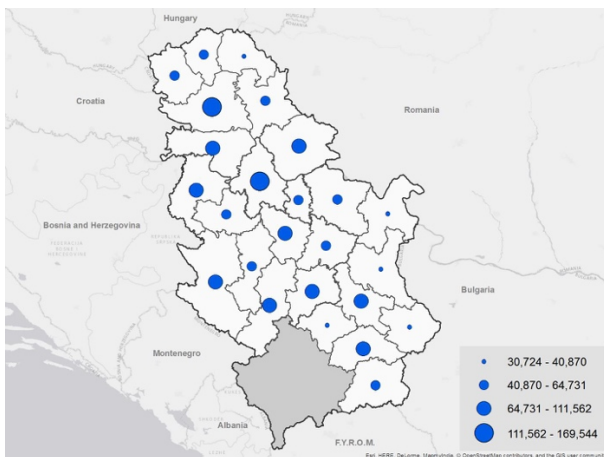 Hungary
Croatia
Romania
Bosnia and Herzegovina
Bulgaria
Montenegro
Albania
F.Y.R.O.M.
30,724 - 40,870
40,870 - 64,731
64,731 - 111,562
111,562 - 169,544
Esri, HERE, DeLorme, MapmyIndia, © OpenStreetMap contributors, and the GIS user community